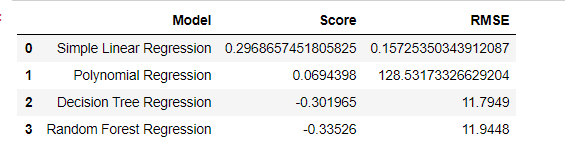 Model Score RMSE
0 Simple Linear Regression 0.2968657451805825 0.15725350343912087
1 Polynomial Regression 0.0694398 128.53173326629204
2 Decision Tree Regression -0.301965 11.7949
3 Random Forest Regression -0.33526 11.9448